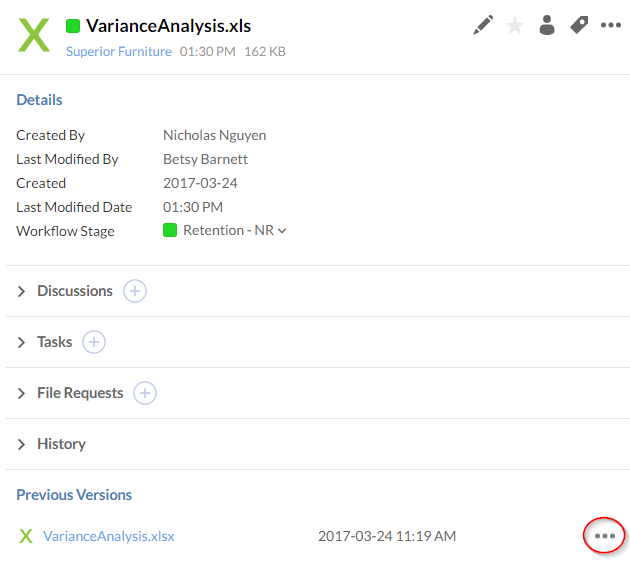 VarianceAnalysis.xls
Superior Furniture 01:30 PM 162 KB
Details
Created By Nicholas Nguyen
Last Modified By Betsy Barnett
Created 2017-03-24
Last Modified Date 01:30 PM
Workflow Stage Retention - NR
Discussions
Tasks
File Requests
History
Previous Versions
VarianceAnalysis.xlsx 2017-03-24 11:19 AM